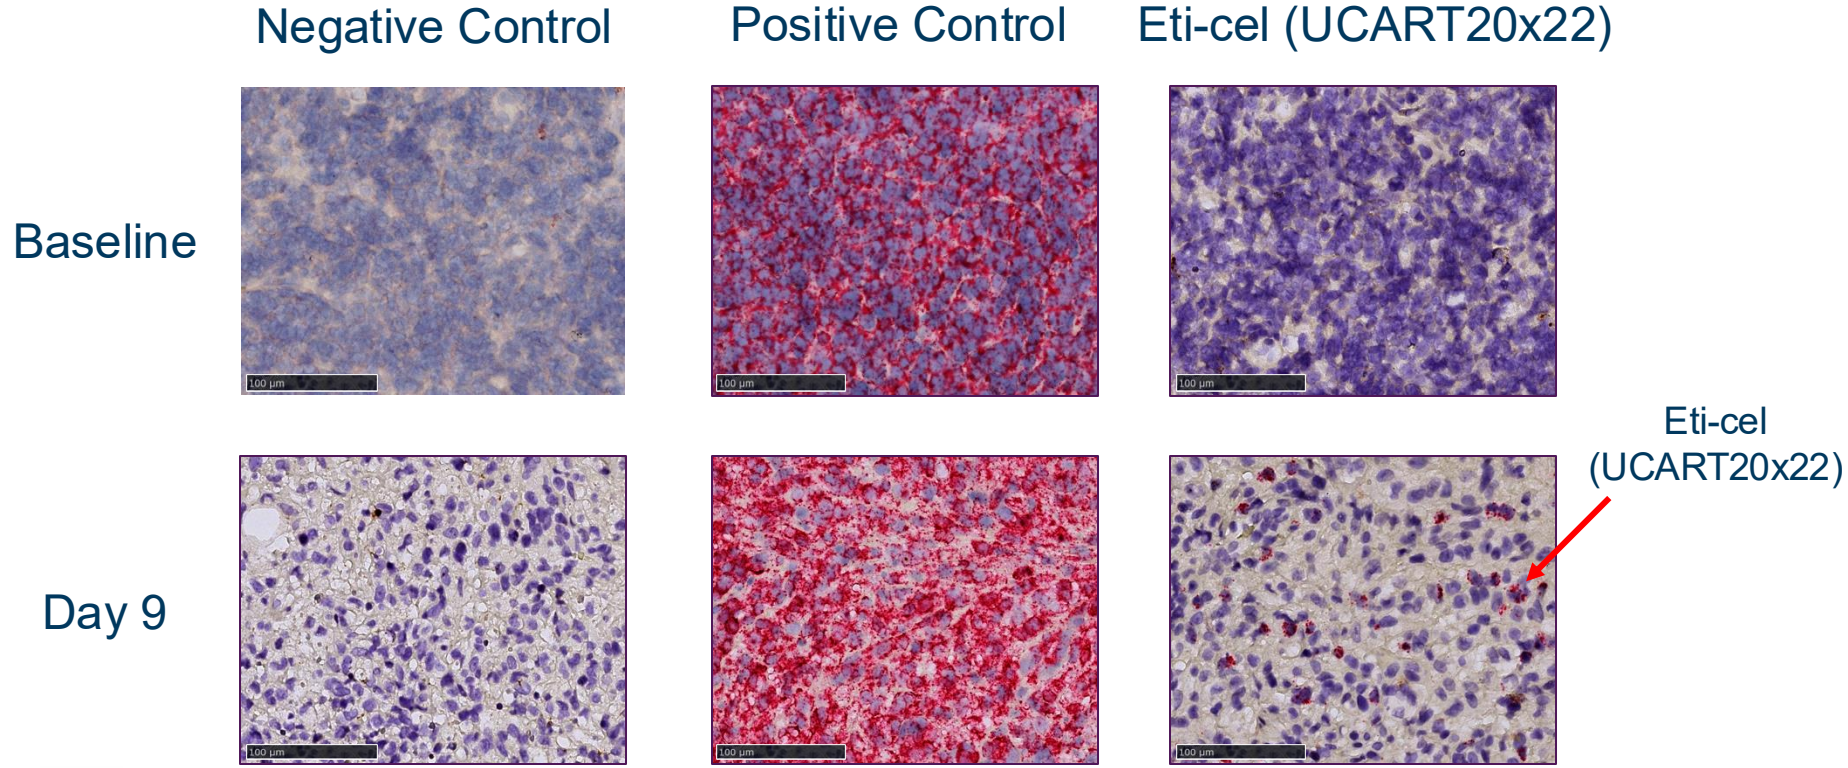 Negative Control
Positive Control
Eti-cel (UCART20x22)
Baseline
100 µm
100 µm
100 µm
Eti-cel
(UCART20x22)
Day 9
100 µm
100 µm
100 µm